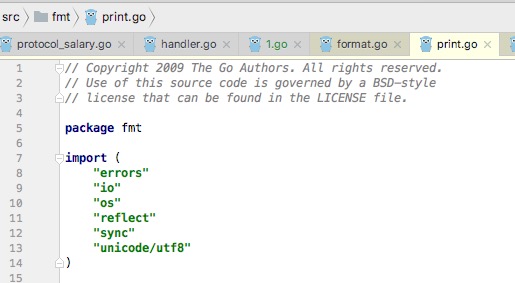 src fmt print.go
protocol_salary.go handler.go 1.go format.go print.go
1 // Copyright 2009 The Go Authors. All rights reserved.
2 // Use of this source code is governed by a BSD-style
3 // license that can be found in the LICENSE file.
4
5 package fmt
6
7 import (
8 "errors"
9 "io"
10 "os"
11 "reflect"
12 "sync"
13 "unicode/utf8"
14 )
15